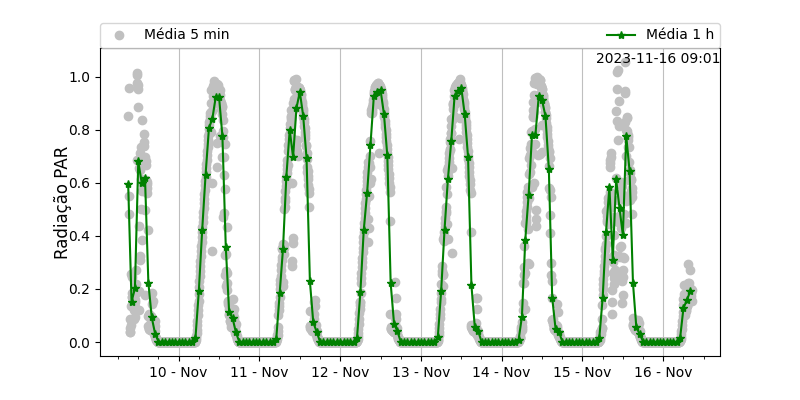 Média 5 min
Média 1 h
2023-11-16 09:01
Radiação PAR
1.0
0.8
0.6
0.4
0.2
0.0
10 - Nov
11 - Nov
12 - Nov
13 - Nov
14 - Nov
15 - Nov
16 - Nov